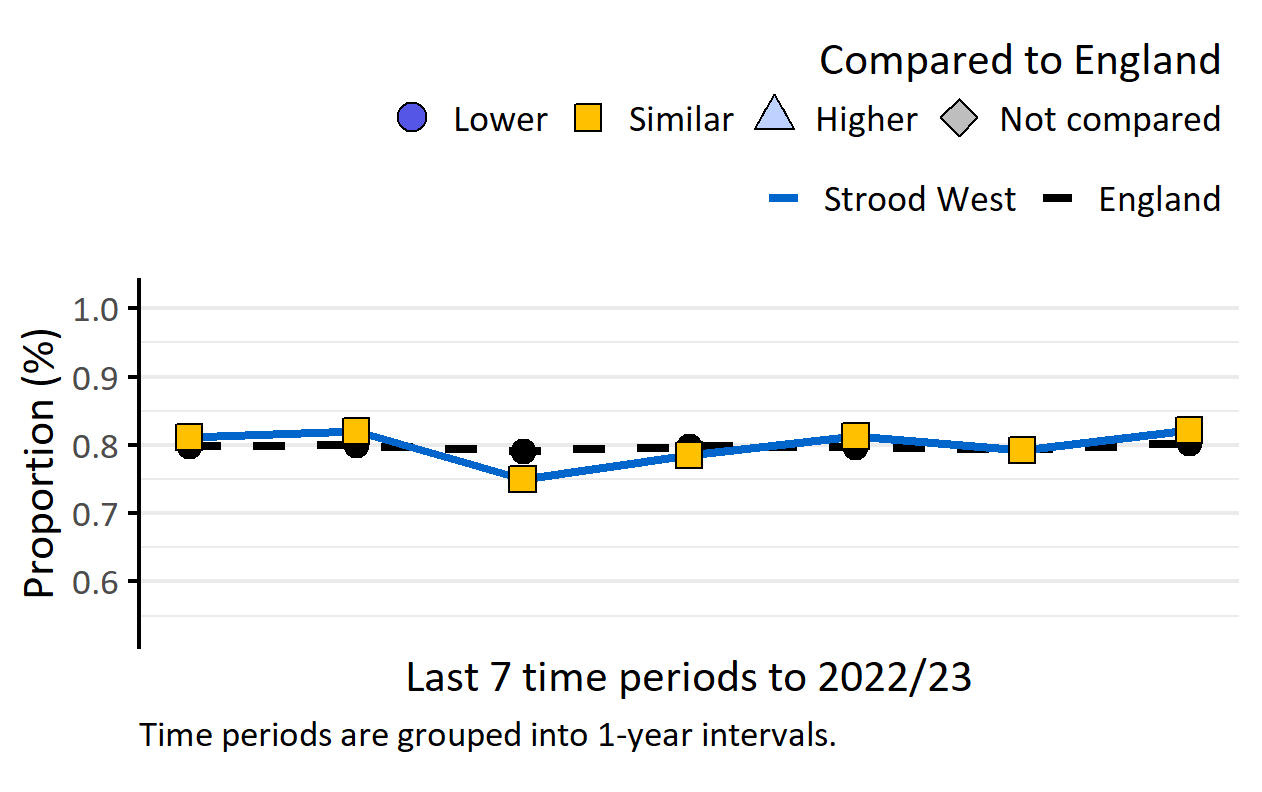 Compared to England
Lower Similar Higher Not compared
Strood West England
Proportion (%)
1.0
0.9
0.8
0.7
0.6
Last 7 time periods to 2022/23
Time periods are grouped into 1-year intervals.